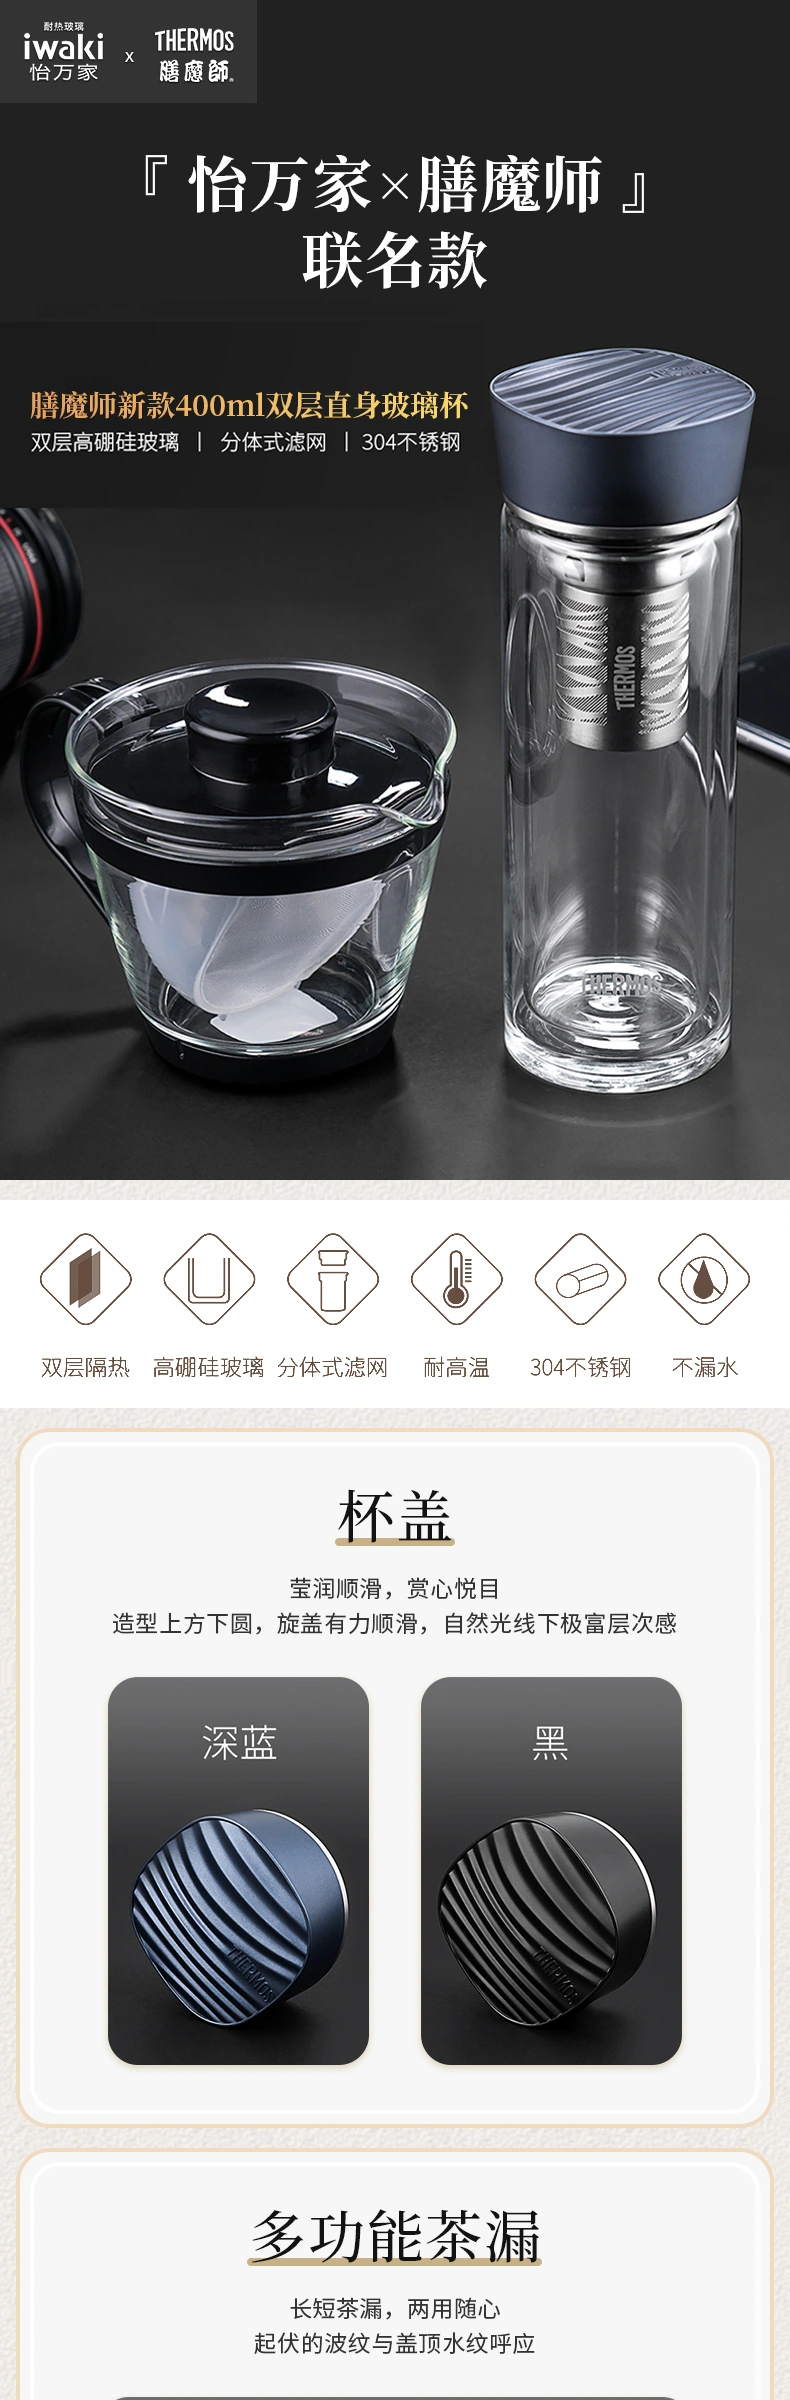 耐热玻璃
iwaki
怡万家
x
THERMOS
膳魔師
『 怡万家×膳魔师 』
联名款
膳魔师新款400ml双层直身玻璃杯
双层高硼硅玻璃 | 分体式滤网 | 304不锈钢
THERMOS
THERMOS
双层隔热 高硼硅玻璃 分体式滤网 耐高温 304不锈钢 不漏水
杯盖
莹润顺滑，赏心悦目
造型上方下圆，旋盖有力顺滑，自然光线下极富层次感
深蓝
黑
THERMOS
THERMOS
多功能茶漏
长短茶漏，两用随心
起伏的波纹与盖顶水纹呼应